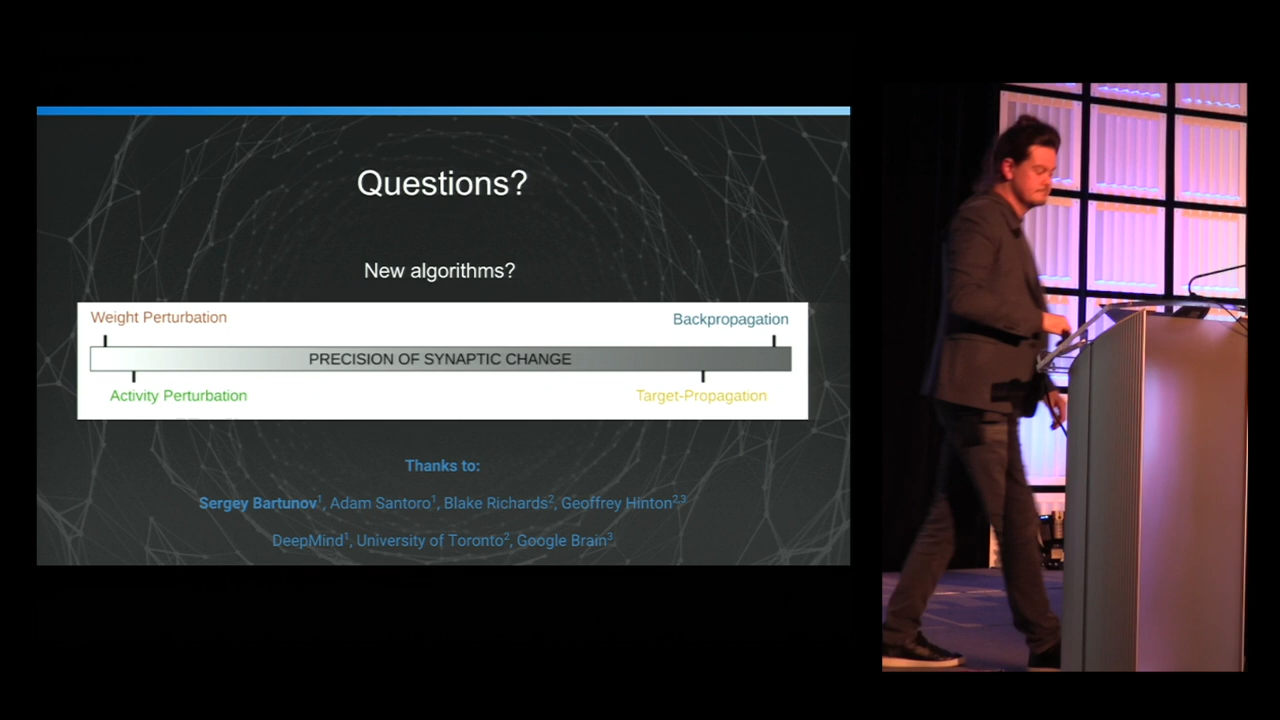 Questions?
New algorithms?
Weight Perturbation
Backpropagation
PRECISION OF SYNAPTIC CHANGE
Activity Perturbation
Target-Propagation
Thanks to:
Sergey Bartunov¹, Adam Santoro¹, Blake Richards², Geoffrey Hinton²,³
DeepMind¹, University of Toronto², Google Brain³